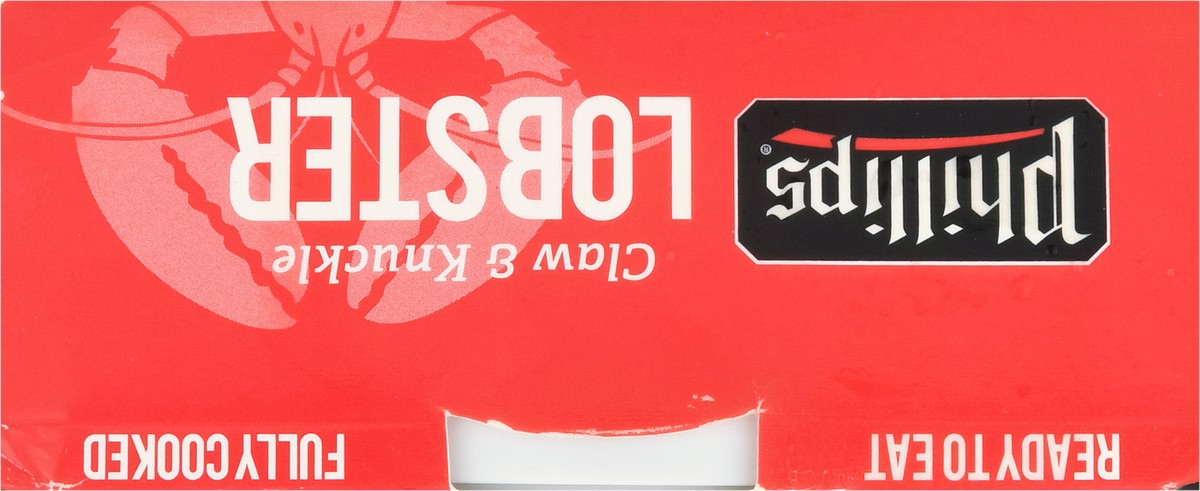 READY TO EAT
FULLY COOKED
Phillips®
Claw & Knuckle
LOBSTER